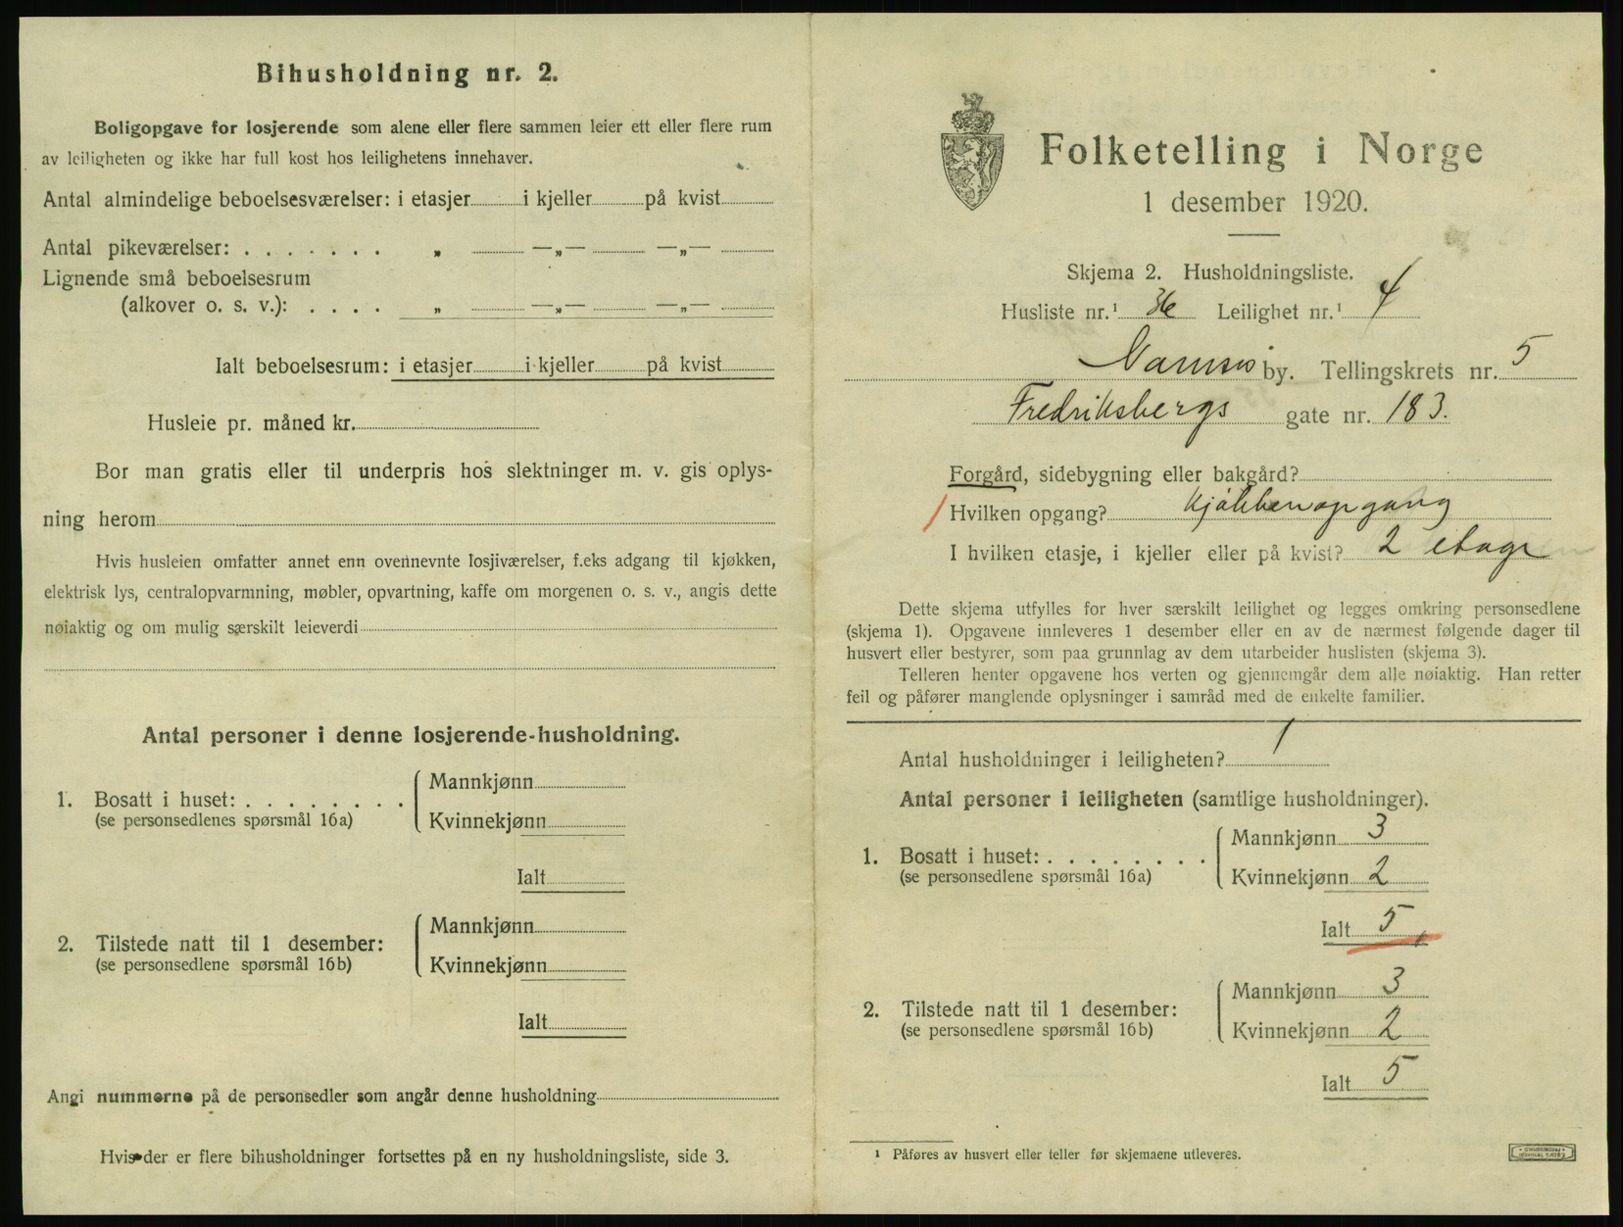 Bihusholdning nr. 2.
Boligopgave for losjerende som alene eller flere sammen leier ett eller flere rum
av leiligheten og ikke har full kost hos leilighetens innehaver.
Antal almindelige beboelsesværelser: i etasjer i kjeller på kvist
Antal pikeværelser: . . . . . . . „ —„— —„—
Lignende små beboelsesrum
(alkover o. s. v.): . . . . „ —„— —„—
Ialt beboelsesrum: i etasjer i kjeller på kvist
Husleie pr. måned kr.
Bor man gratis eller til underpris hos slektninger m. v. gis oplys-
ning herom
Hvis husleien omfatter annet enn ovennevnte losjiværelser, f.eks adgang til kjøkken,
elektrisk lys, centralopvarmning, møbler, opvartning, kaffe om morgenen o. s. v., angis dette
nøiaktig og om mulig særskilt leieverdi
Antal personer i denne losjerende-husholdning.
1. Bosatt i huset: . . . . . . . .
(se personsedlenes spørsmål 16a)
Mannkjønn
Kvinnekjønn
Ialt
2. Tilstede natt til 1 desember:
(se personsedlene spørsmål 16b)
Mannkjønn
Kvinnekjønn
Ialt
Angi nummerne på de personsedler som angår denne husholdning
Hvis der er flere bihusholdninger fortsettes på en ny husholdningsliste, side 3.
Folketelling i Norge
1 desember 1920.
Skjema 2. Husholdningsliste.
Husliste nr.¹ 36 Leilighet nr.¹ 4
Namsos by. Tellingskrets nr. 5
Fredriksbergs gate nr. 183.
Forgård, sidebygning eller bakgård?
Hvilken opgang? Kjökkenopgang
I hvilken etasje, i kjeller eller på kvist? 2 etage
Dette skjema utfylles for hver særskilt leilighet og legges omkring personsedlene
(skjema 1). Opgavene innleveres 1 desember eller en av de nærmest følgende dager til
husvert eller bestyrer, som paa grunnlag av dem utarbeider huslisten (skjema 3).
Telleren henter opgavene hos verten og gjennemgår dem alle nøiaktig. Han retter
feil og påfører manglende oplysninger i samråd med de enkelte familier.
Antal husholdninger i leiligheten? 1
Antal personer i leiligheten (samtlige husholdninger).
1. Bosatt i huset: . . . . . . . .
(se personsedlene spørsmål 16a)
Mannkjønn 3
Kvinnekjønn 2
Ialt 5
2. Tilstede natt til 1 desember:
(se personsedlene spørsmål 16b)
Mannkjønn 3
Kvinnekjønn 2
Ialt 5
¹ Påføres av husvert eller teller før skjemaene utleveres.